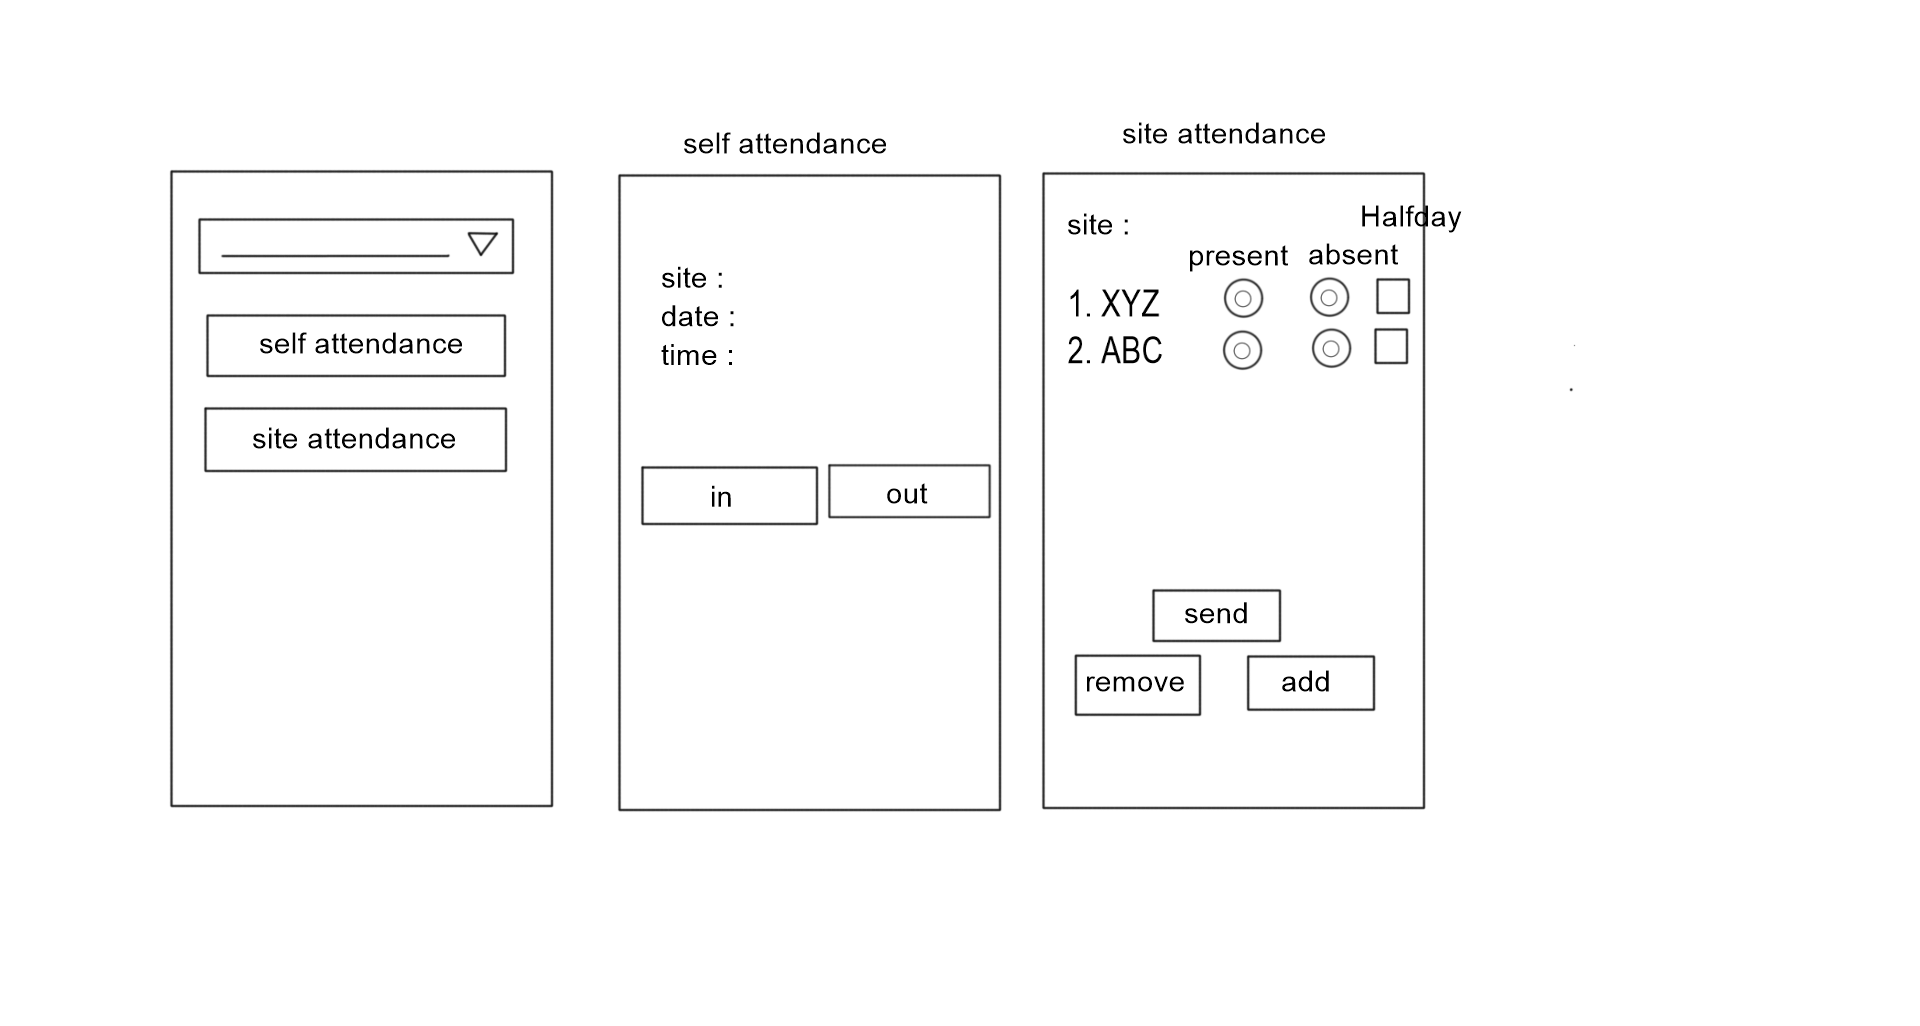 self attendance
site attendance
self attendance
site :
date :
time :
in
out
site attendance
site :
Halfday
present absent
1. XYZ
2. ABC
send
remove
add